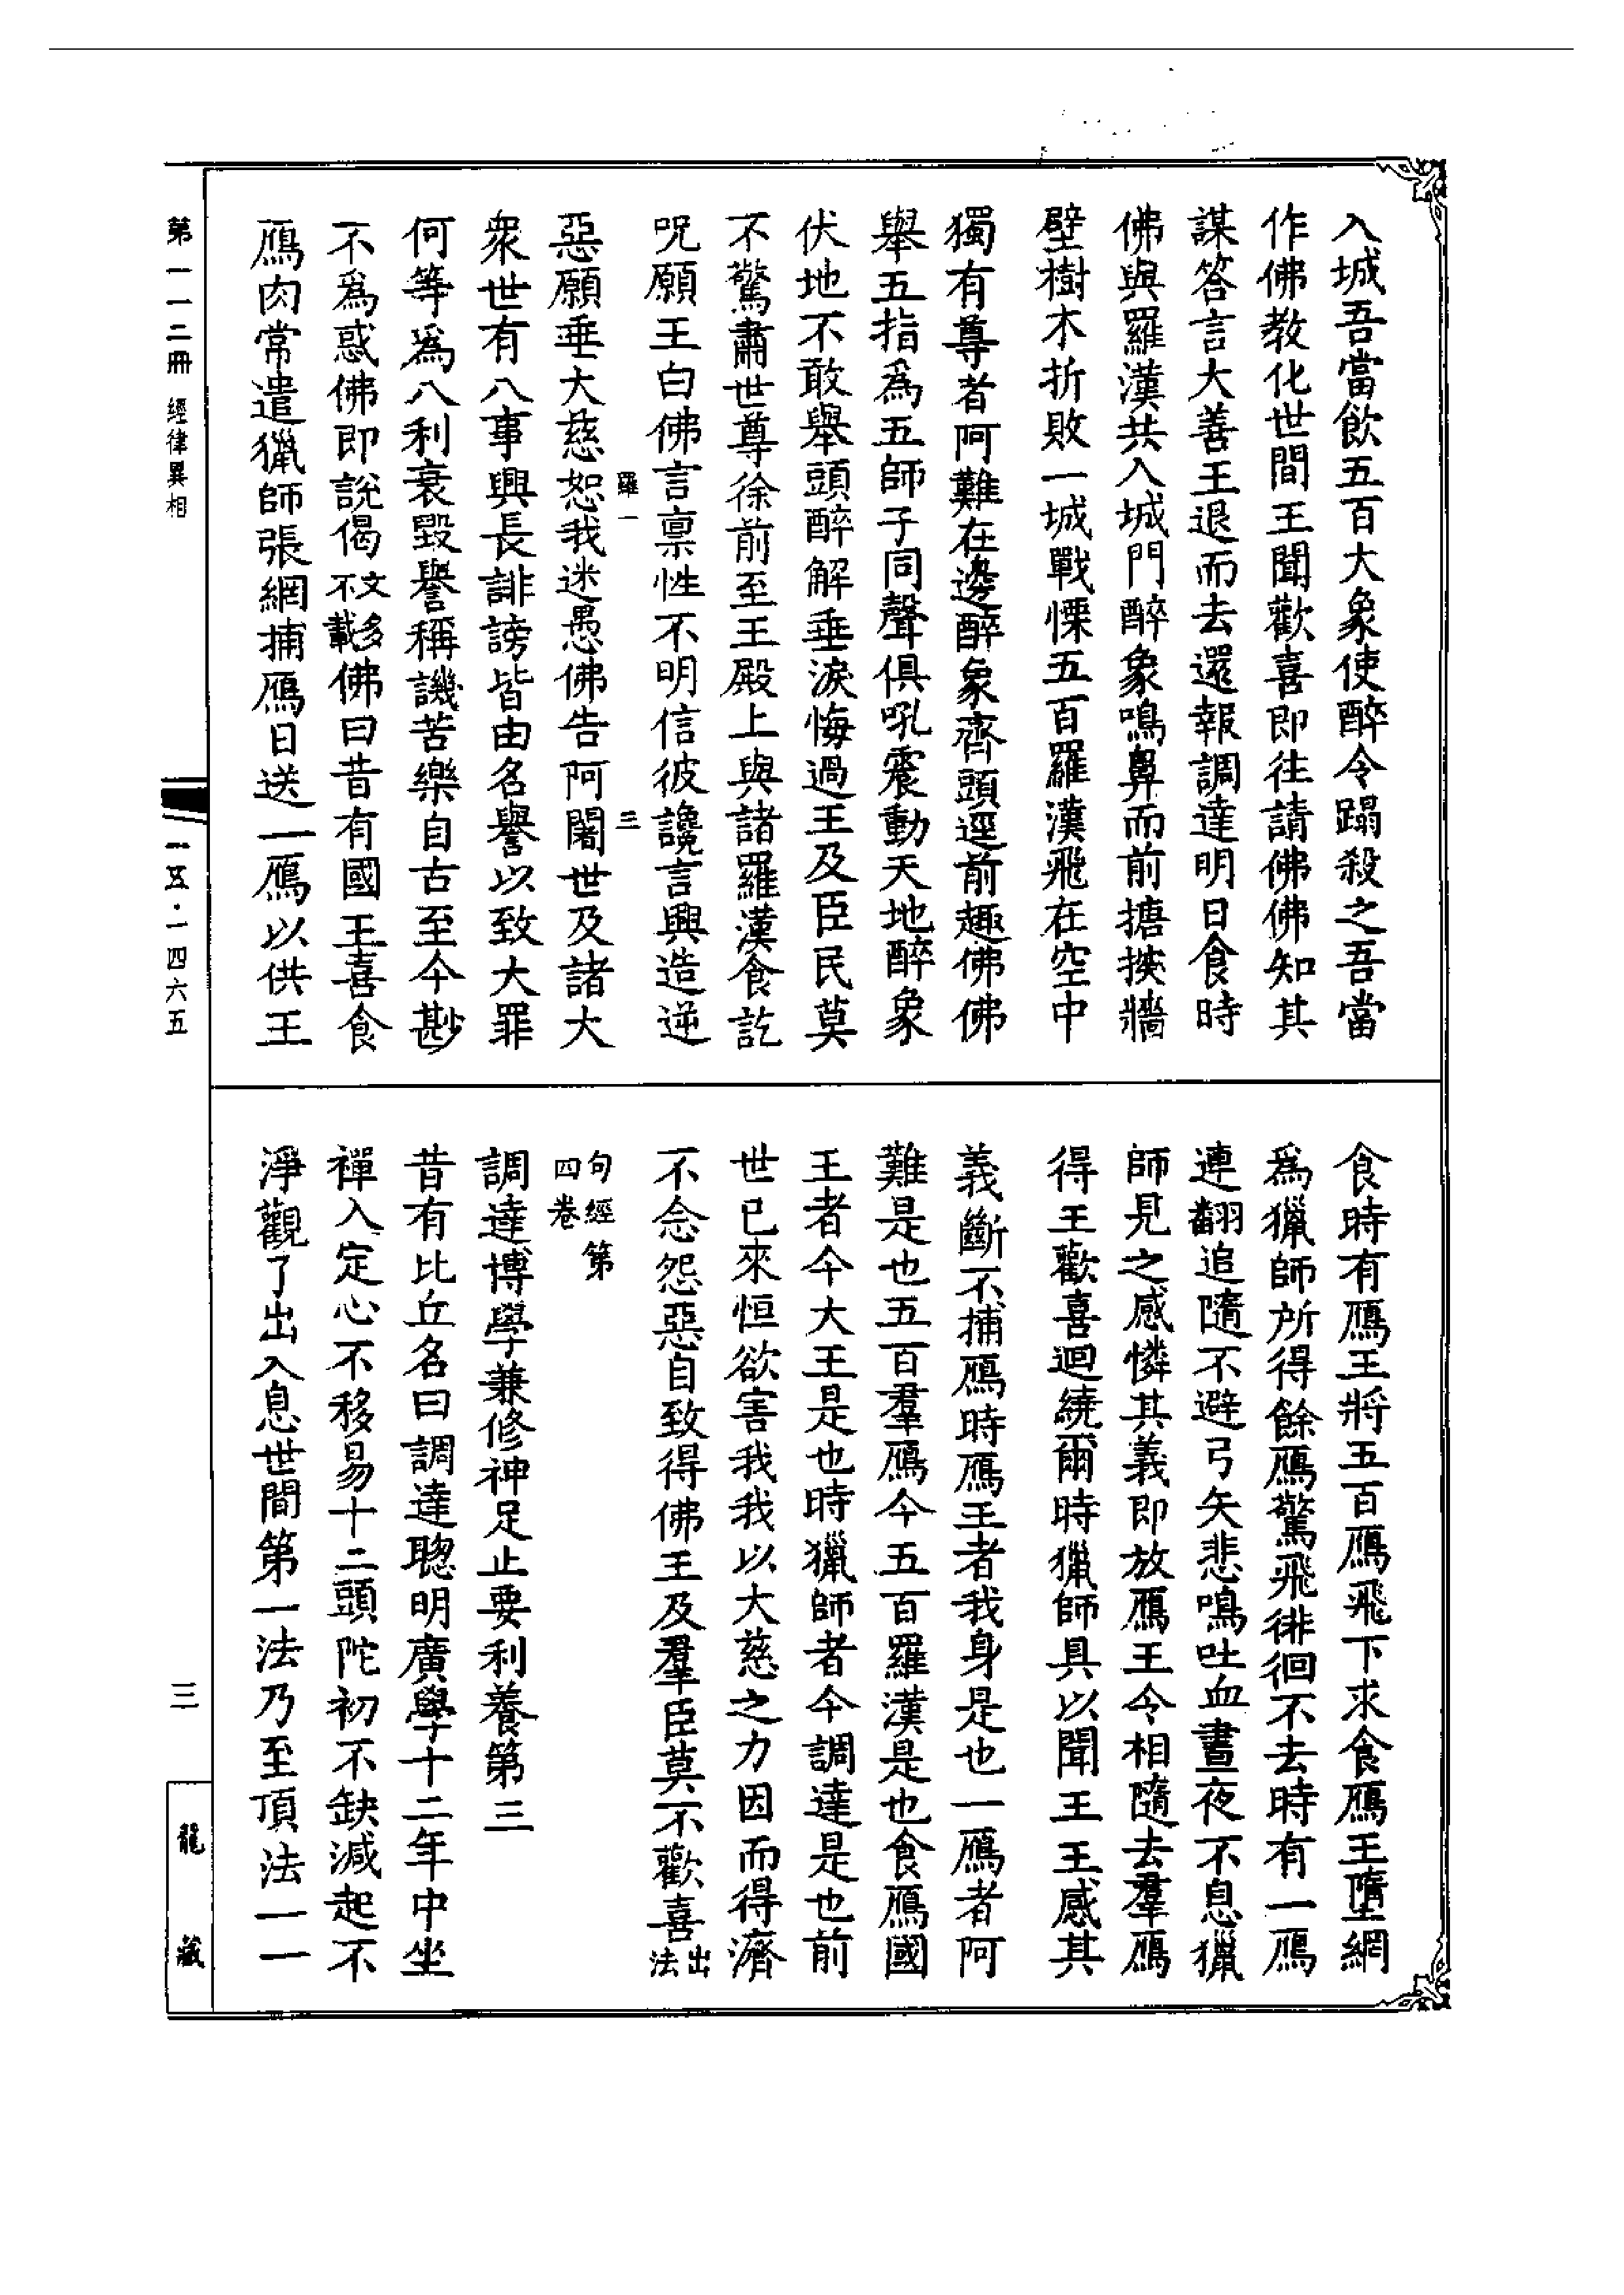 入城吾當飲五百大象使醉令蹋殺之吾當
作佛教化世間王聞歡喜即往請佛佛知其
謀答言大善王退而去還報調達明日食時
佛與羅漢共入城門醉象鳴鼻而前搪揬牆
壁樹木折敗一城戰慄五百羅漢飛在空中
獨有尊者阿難在邊醉象齊頭逕前趣佛佛
舉五指為五師子同聲俱吼震動天地醉象
伏地不敢舉頭醉解垂淚悔過王及臣民莫
不驚肅世尊徐前至王殿上與諸羅漢食訖
呪願王白佛言稟性不明信彼讒言興造逆
羅一 三
惡願垂大慈恕我迷愚佛告阿闍世及諸大
衆世有八事興長誹謗皆由名譽以致大罪
何等爲八利衰毀譽稱譏苦樂自古至今尠
不爲惑佛即說偈文多不載佛曰昔有國王喜食
鴈肉常遣獵師張網捕鴈日送一鴈以供王
食時有鴈王將五百鴈飛下求食鴈王墮網
爲獵師所得餘鴈驚飛徘徊不去時有一鴈
連翻追隨不避弓矢悲鳴吐血晝夜不息獵
師見之感憐其義即放鴈王令相隨去羣鴈
得王歡喜迴繞爾時獵師具以聞王王感其
義斷不捕鴈時鴈王者我身是也一鴈者阿
難是也五百羣鴈今五百羅漢是也食鴈國
王者今大王是也時獵師者今調達是也前
世已來恒欲害我我以大慈之力因而得濟
不念怨惡自致得佛王及羣臣莫不歡喜出法
句經第四卷
調達博學兼修神足止要利養第三
昔有比丘名曰調達聰明廣學十二年中坐
禪入定心不移易十二頭陀初不缺減起不
淨觀了出入息世間第一法乃至頂法一一
第一一二冊 經律異相
一五·一四六五
三
龍藏